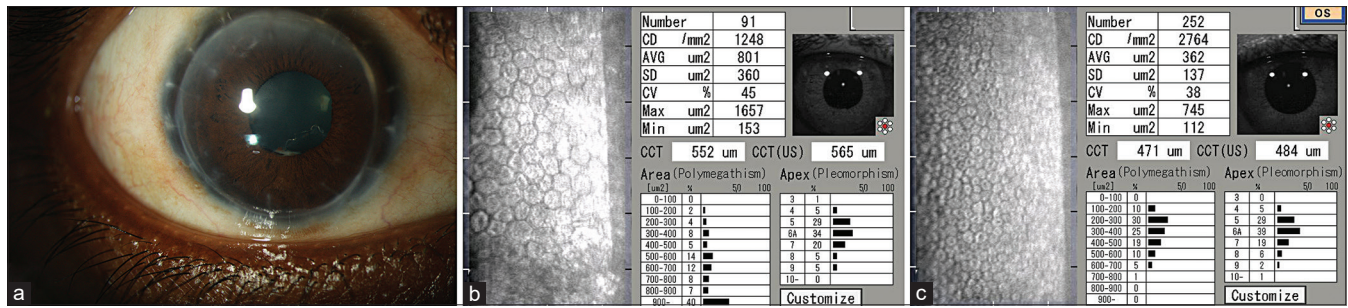 a
b
Number 91
CD /mm2 1248
AVG um2 801
SD um2 360
CV % 45
Max um2 1657
Min um2 153
CCT 552 um CCT(US) 565 um
Area (Polymegathism) Apex (Pleomorphism)
[um2] % 50 100 % 50 100
0-100 0 3 1
100-200 2 4 5
200-300 4 5 29
300-400 8 6A 34
400-500 5 7 20
500-600 14 8 5
600-700 12 9 5
700-800 8 10- 0
800-900 7
900- 40 Customize
c
OS
Number 252
CD /mm2 2764
AVG um2 362
SD um2 137
CV % 38
Max um2 745
Min um2 112
CCT 471 um CCT(US) 484 um
Area (Polymegathism) Apex (Pleomorphism)
[um2] % 50 100 % 50 100
0-100 0 3 0
100-200 10 4 5
200-300 30 5 29
300-400 25 6A 39
400-500 19 7 19
500-600 10 8 6
600-700 5 9 2
700-800 1 10- 1
800-900 0
900- 0 Customize